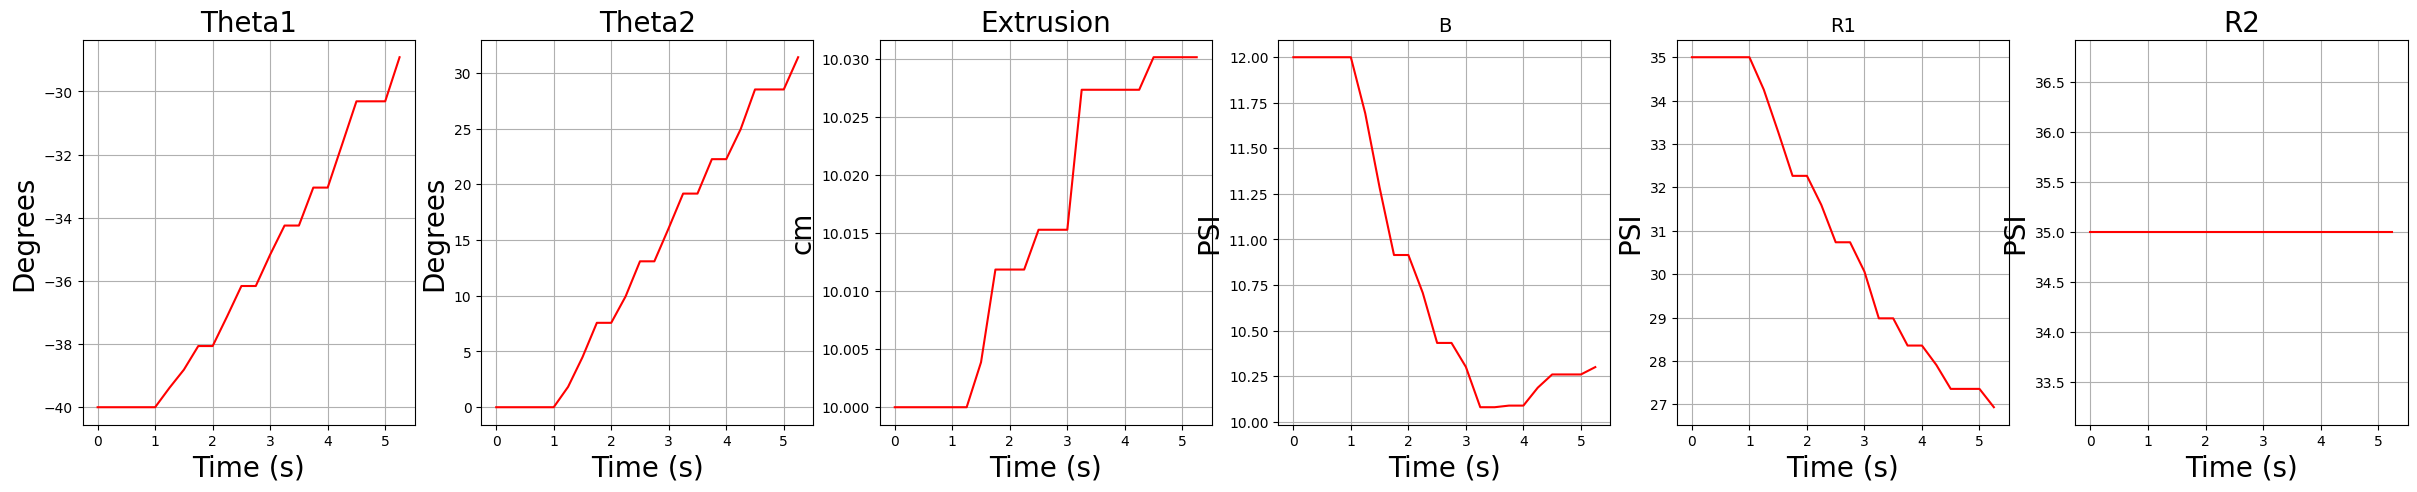 Theta1
Degrees
−30
−32
−34
−36
−38
−40
0 1 2 3 4 5
Time (s)
Theta2
Degrees
30
25
20
15
10
5
0
0 1 2 3 4 5
Time (s)
Extrusion
cm
10.030
10.025
10.020
10.015
10.010
10.005
10.000
0 1 2 3 4 5
Time (s)
B
PSI
12.00
11.75
11.50
11.25
11.00
10.75
10.50
10.25
10.00
0 1 2 3 4 5
Time (s)
R1
PSI
35
34
33
32
31
30
29
28
27
0 1 2 3 4 5
Time (s)
R2
PSI
36.5
36.0
35.5
35.0
34.5
34.0
33.5
0 1 2 3 4 5
Time (s)